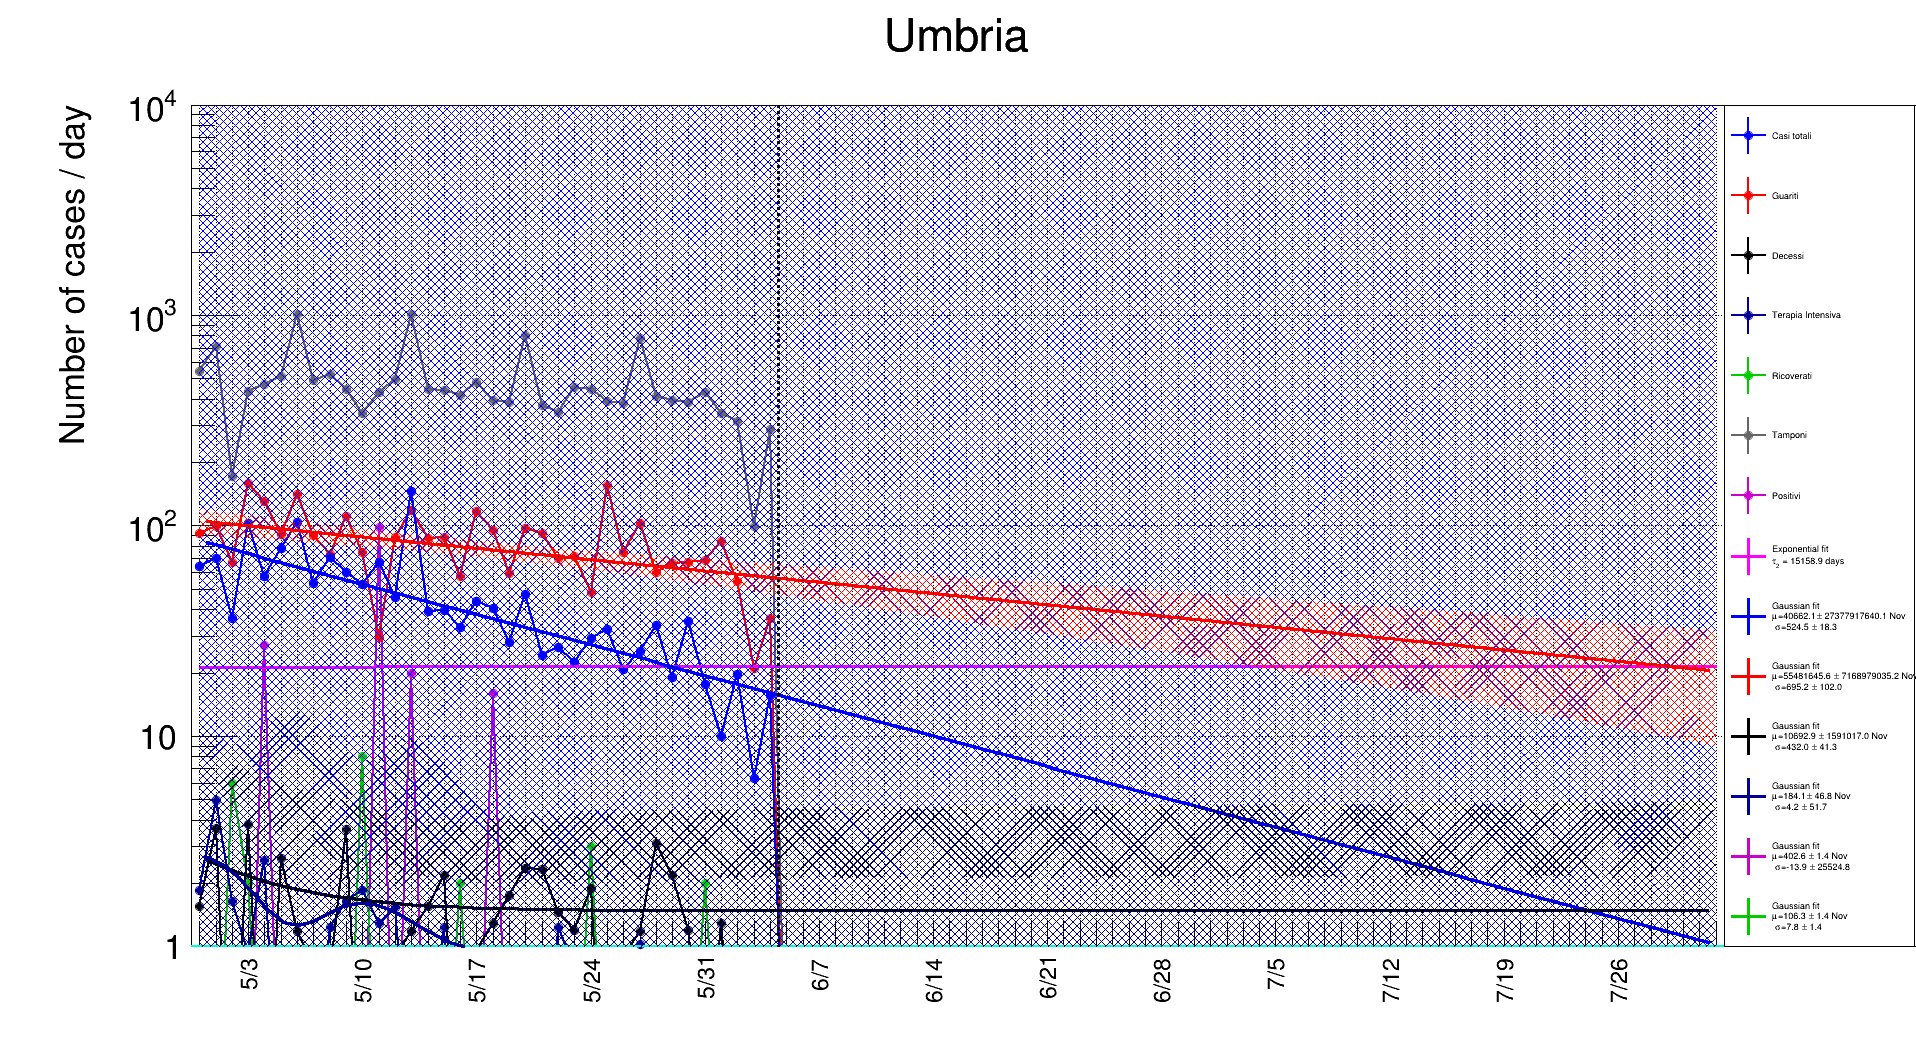 Umbria
Number of cases / day
10^4
10^3
10^2
10
1
5/3
5/10
5/17
5/24
5/31
6/7
6/14
6/21
6/28
7/5
7/12
7/19
7/26
Casi totali
Guariti
Decessi
Terapia Intensiva
Ricoverati
Tamponi
Positivi
Exponential fit
τ2 = 15158.9 days
Gaussian fit
μ=40662.1± 27377917640.1 Nov
σ=524.5 ± 18.3
Gaussian fit
μ=55481645.6 ± 7168979035.2 Nov
σ=695.2 ± 102.0
Gaussian fit
μ=10692.9 ± 1591017.0 Nov
σ=432.0 ± 41.3
Gaussian fit
μ=184.1± 46.8 Nov
σ=4.2 ± 51.7
Gaussian fit
μ=402.6 ± 1.4 Nov
σ=-13.9 ± 25524.8
Gaussian fit
μ=106.3 ± 1.4 Nov
σ=7.8 ± 1.4